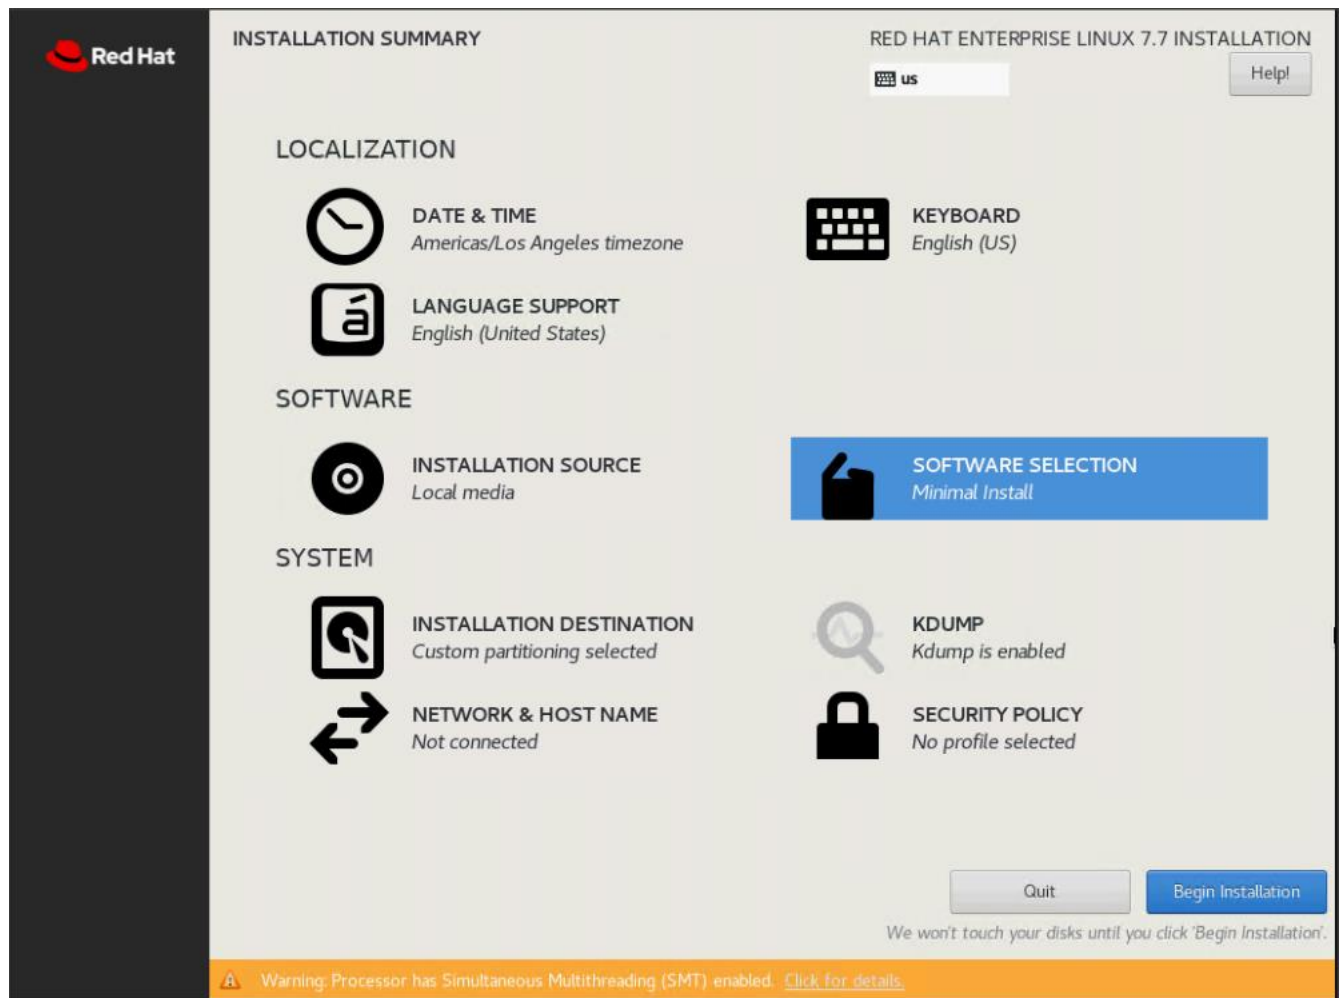 Red Hat
INSTALLATION SUMMARY
RED HAT ENTERPRISE LINUX 7.7 INSTALLATION
us
Help!
LOCALIZATION
DATE & TIME
Americas/Los Angeles timezone
KEYBOARD
English (US)
á
LANGUAGE SUPPORT
English (United States)
SOFTWARE
INSTALLATION SOURCE
Local media
SOFTWARE SELECTION
Minimal Install
SYSTEM
INSTALLATION DESTINATION
Custom partitioning selected
KDUMP
Kdump is enabled
NETWORK & HOST NAME
Not connected
SECURITY POLICY
No profile selected
Quit
Begin Installation
We won't touch your disks until you click 'Begin Installation'.
Warning: Processor has Simultaneous Multithreading (SMT) enabled. Click for details.